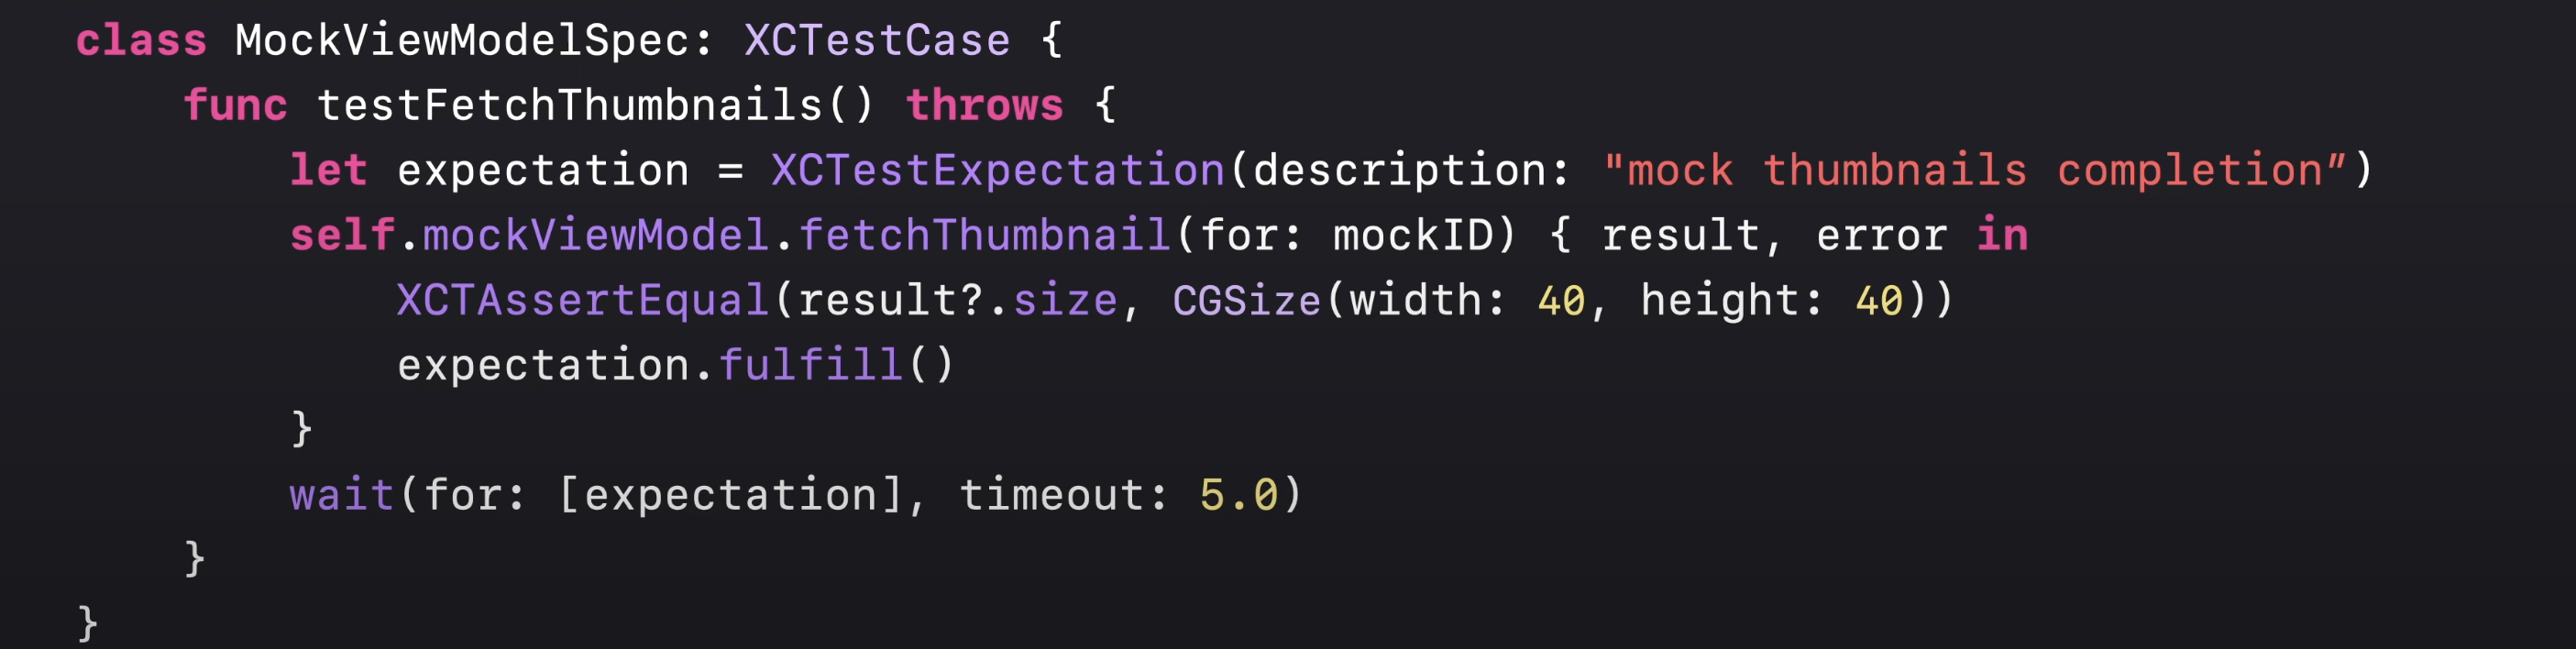 class MockViewModelSpec: XCTestCase {
    func testFetchThumbnails() throws {
        let expectation = XCTestExpectation(description: "mock thumbnails completion”)
        self.mockViewModel.fetchThumbnail(for: mockID) { result, error in
            XCTAssertEqual(result?.size, CGSize(width: 40, height: 40))
            expectation.fulfill()
        }
        wait(for: [expectation], timeout: 5.0)
    }
}